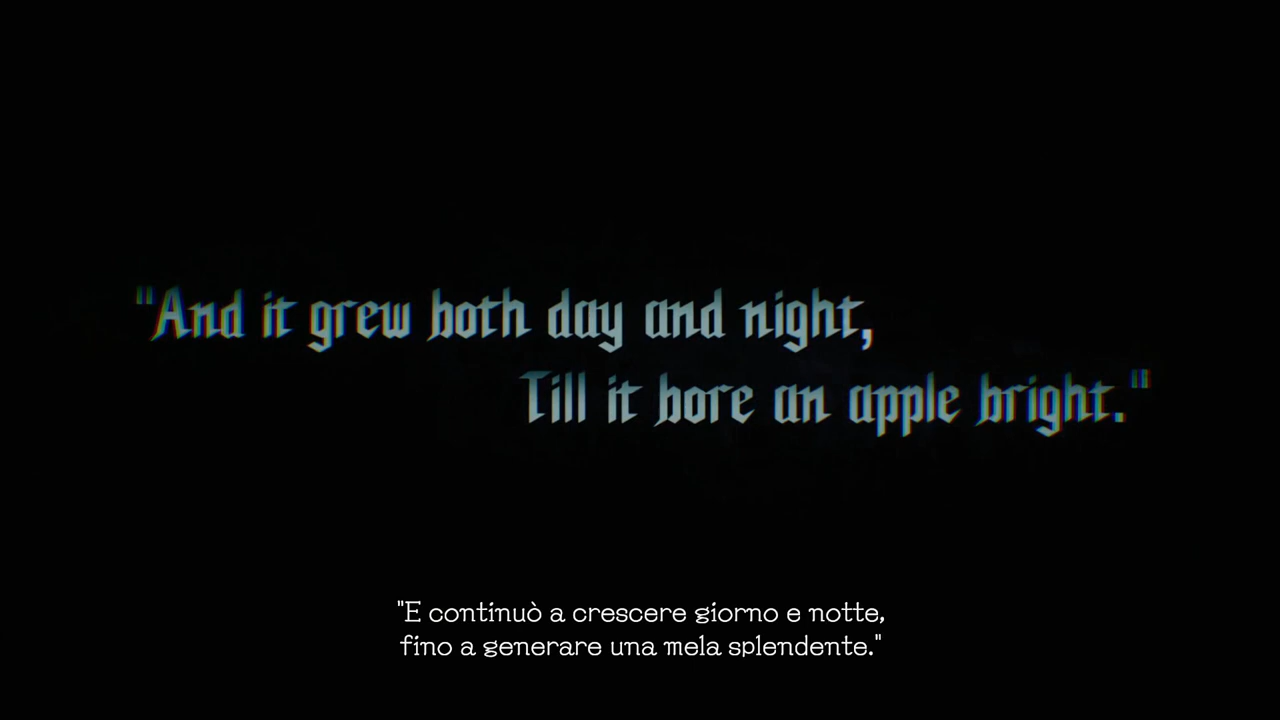 "And it grew both day and night,
Till it bore an apple bright."
"E continuò a crescere giorno e notte,
fino a generare una mela splendente."